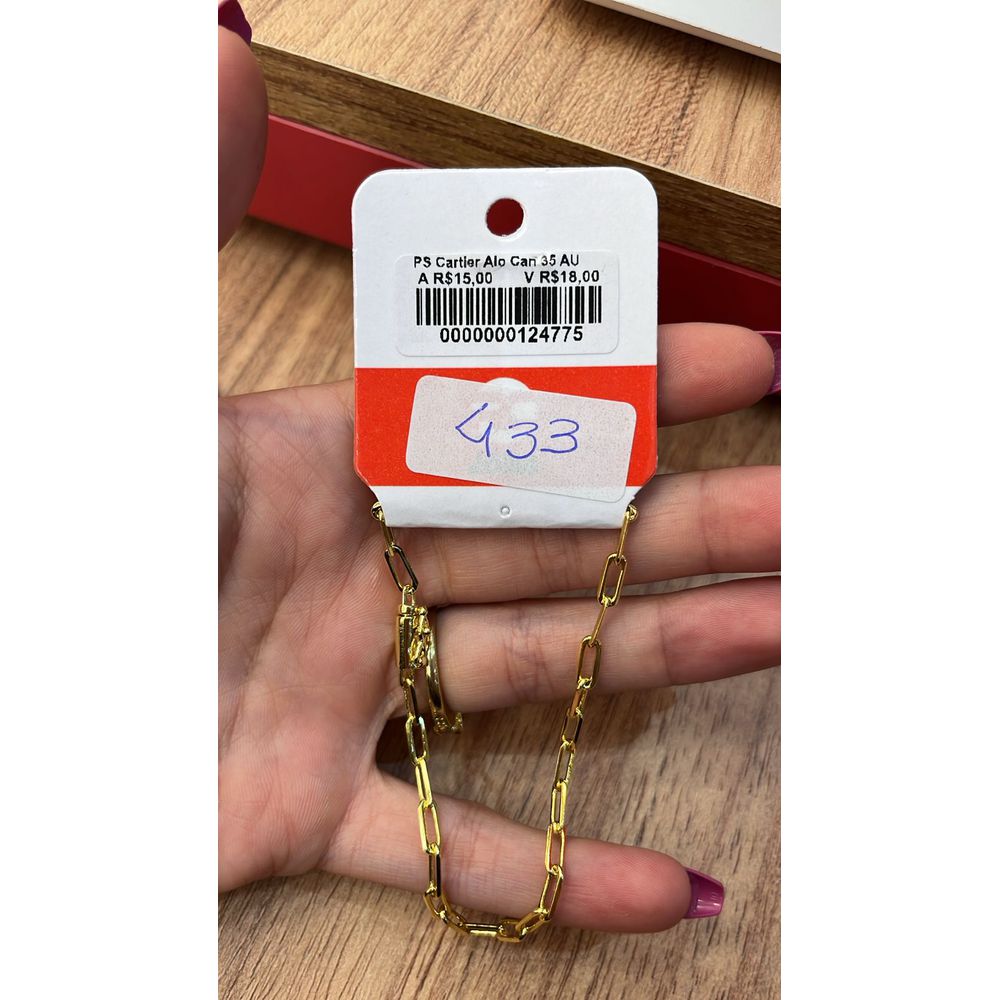 PS Cartier Alo Can 35 AU
A R$15,00 V R$18,00
0000000124775
433